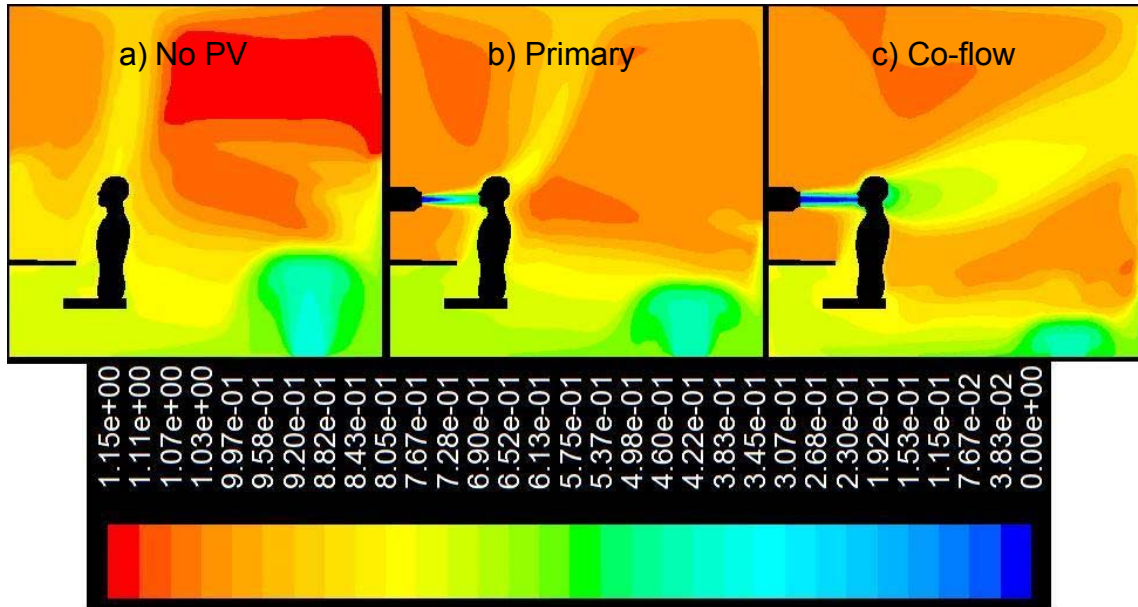 a) No PV
b) Primary
c) Co-flow
1.15e+00
1.11e+00
1.07e+00
1.03e+00
9.97e-01
9.58e-01
9.20e-01
8.82e-01
8.43e-01
8.05e-01
7.67e-01
7.28e-01
6.90e-01
6.52e-01
6.13e-01
5.75e-01
5.37e-01
4.98e-01
4.60e-01
4.22e-01
3.83e-01
3.45e-01
3.07e-01
2.68e-01
2.30e-01
1.92e-01
1.53e-01
1.15e-01
7.67e-02
3.83e-02
0.00e+00